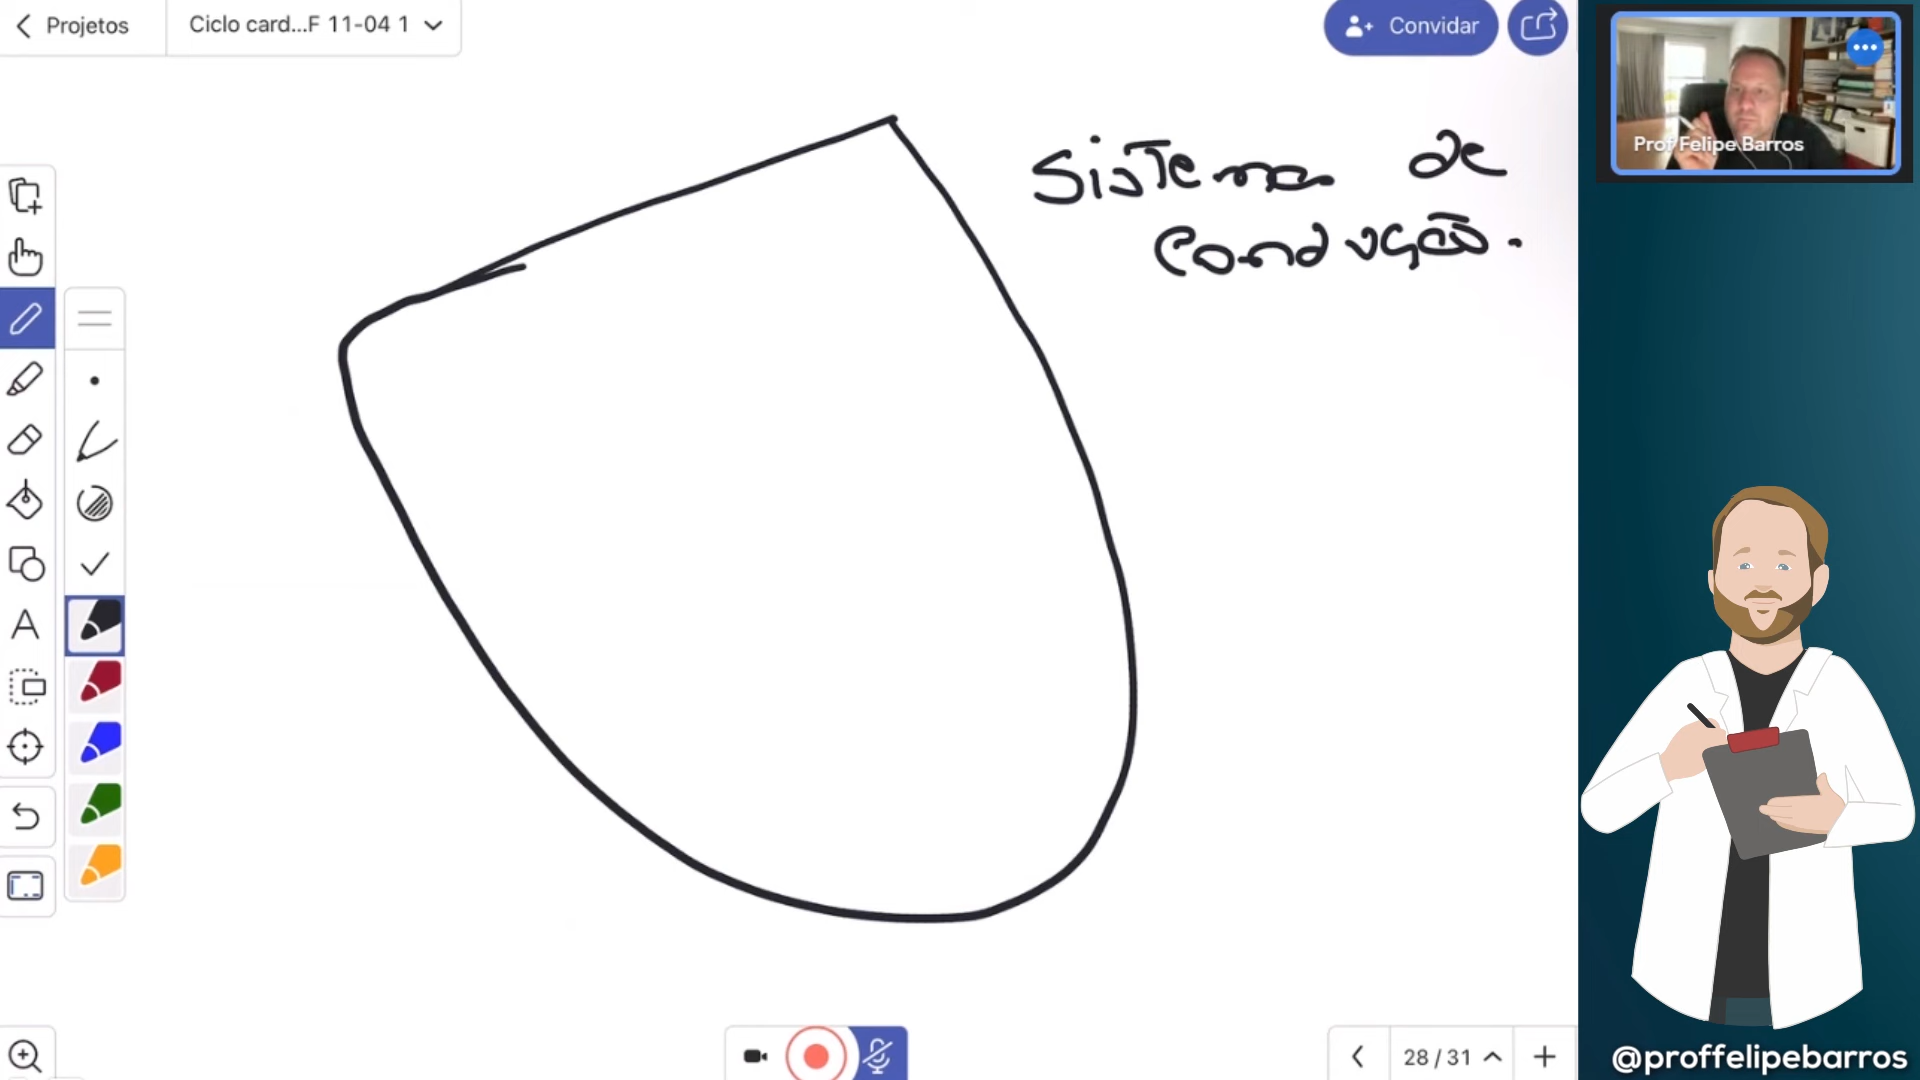 Projetos
Ciclo card...F 11-04 1
Convidar
Sistema de
Condução.
Prof Felipe Barros
A
28 / 31
@proffelipebarros